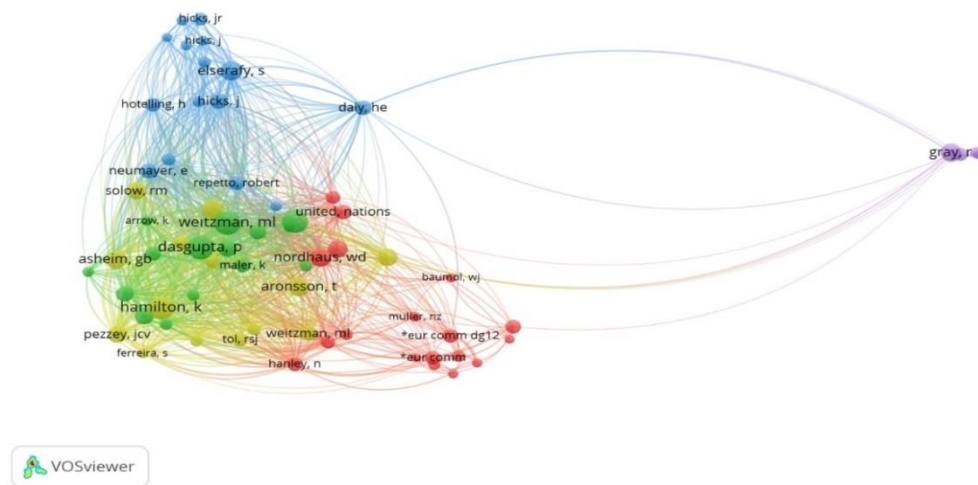 hicks, jr
hicks, j
elserafy, s
hotelling, h
hicks, j
daly, he
gray, r
neumayer, e
repetto, robert
solow, rm
arrow, k.
weitzman, ml
united, nations
dasgupta, p
asheim, gb
maler, k
nordhaus, wd
aronsson, t
baumol, wj
hamilton, k
muller, nz
pezzey, jcv
tol, rsj
weitzman, ml
*eur comm dg12
ferreira, s
hanley, n
*eur comm
VOSviewer